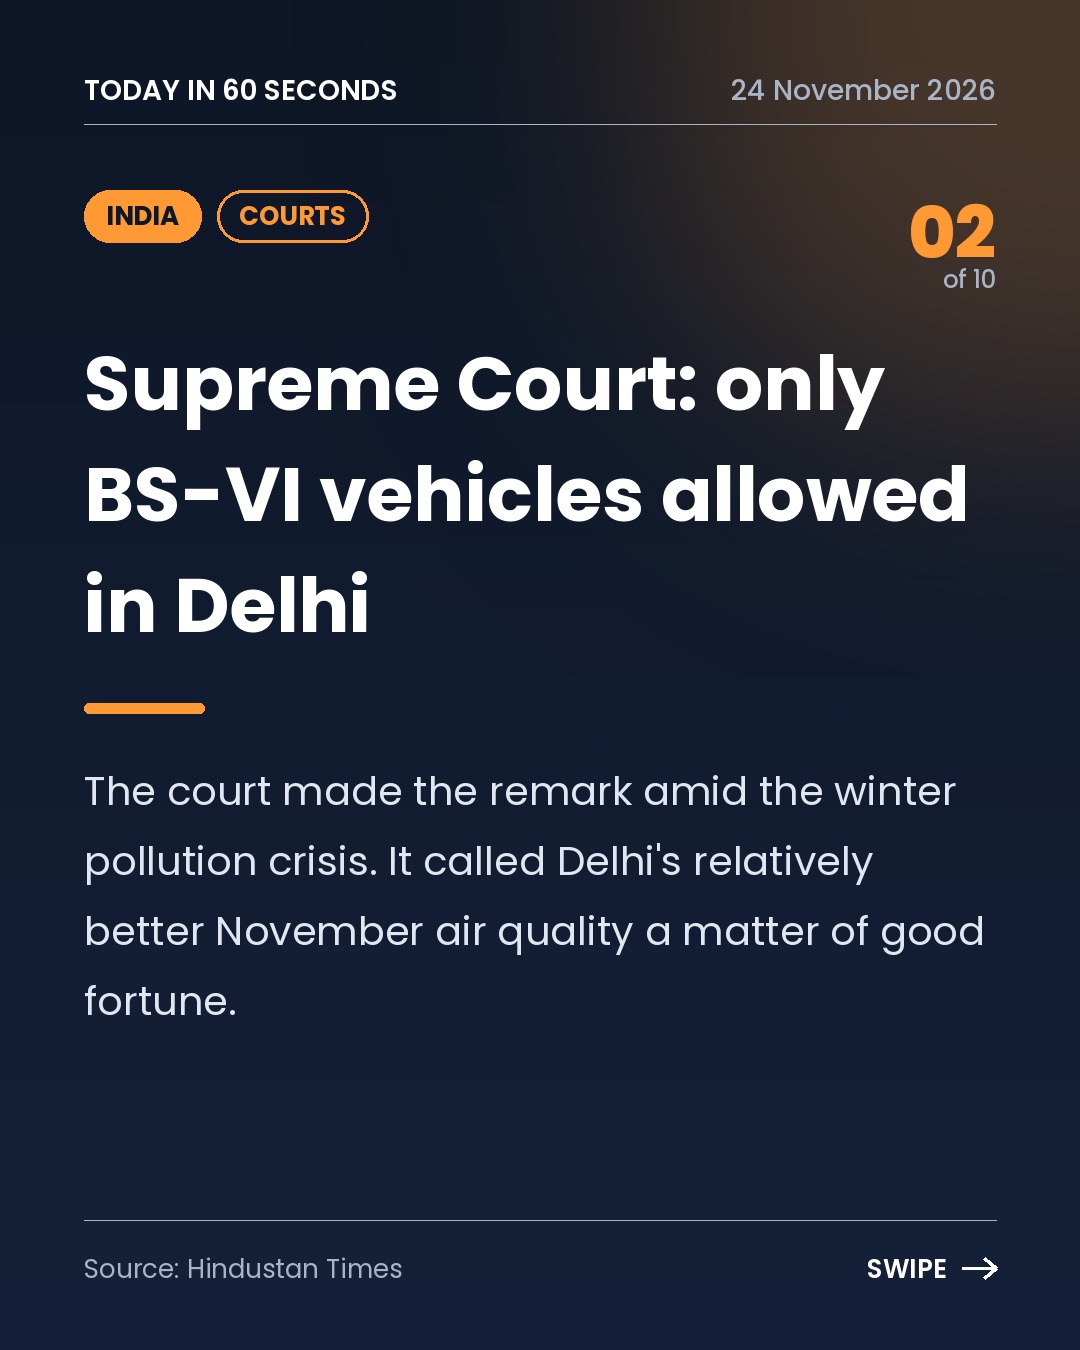 TODAY IN 60 SECONDS
24 November 2026
INDIA
COURTS
02
of 10
Supreme Court: only
BS-VI vehicles allowed
in Delhi
The court made the remark amid the winter
pollution crisis. It called Delhi's relatively
better November air quality a matter of good
fortune.
Source: Hindustan Times
SWIPE